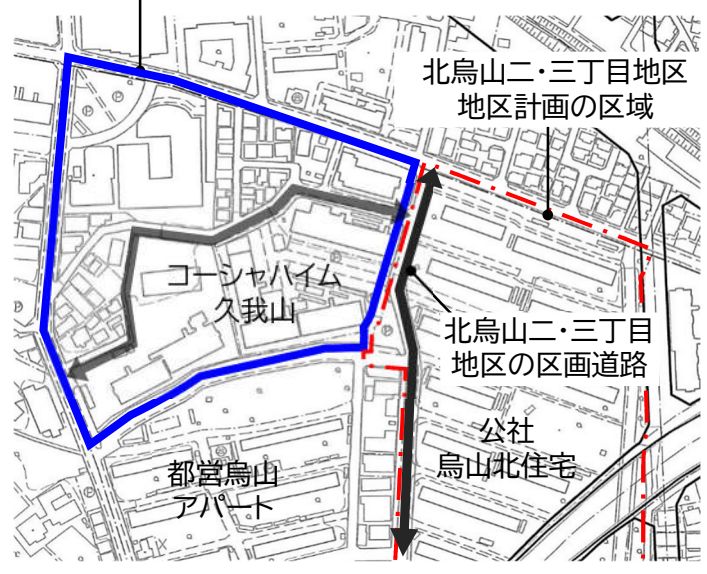 北烏山二・三丁目地区
地区計画の区域
コーシャハイム
久我山
北烏山二・三丁目
地区の区画道路
公社
烏山北住宅
都営烏山
アパート